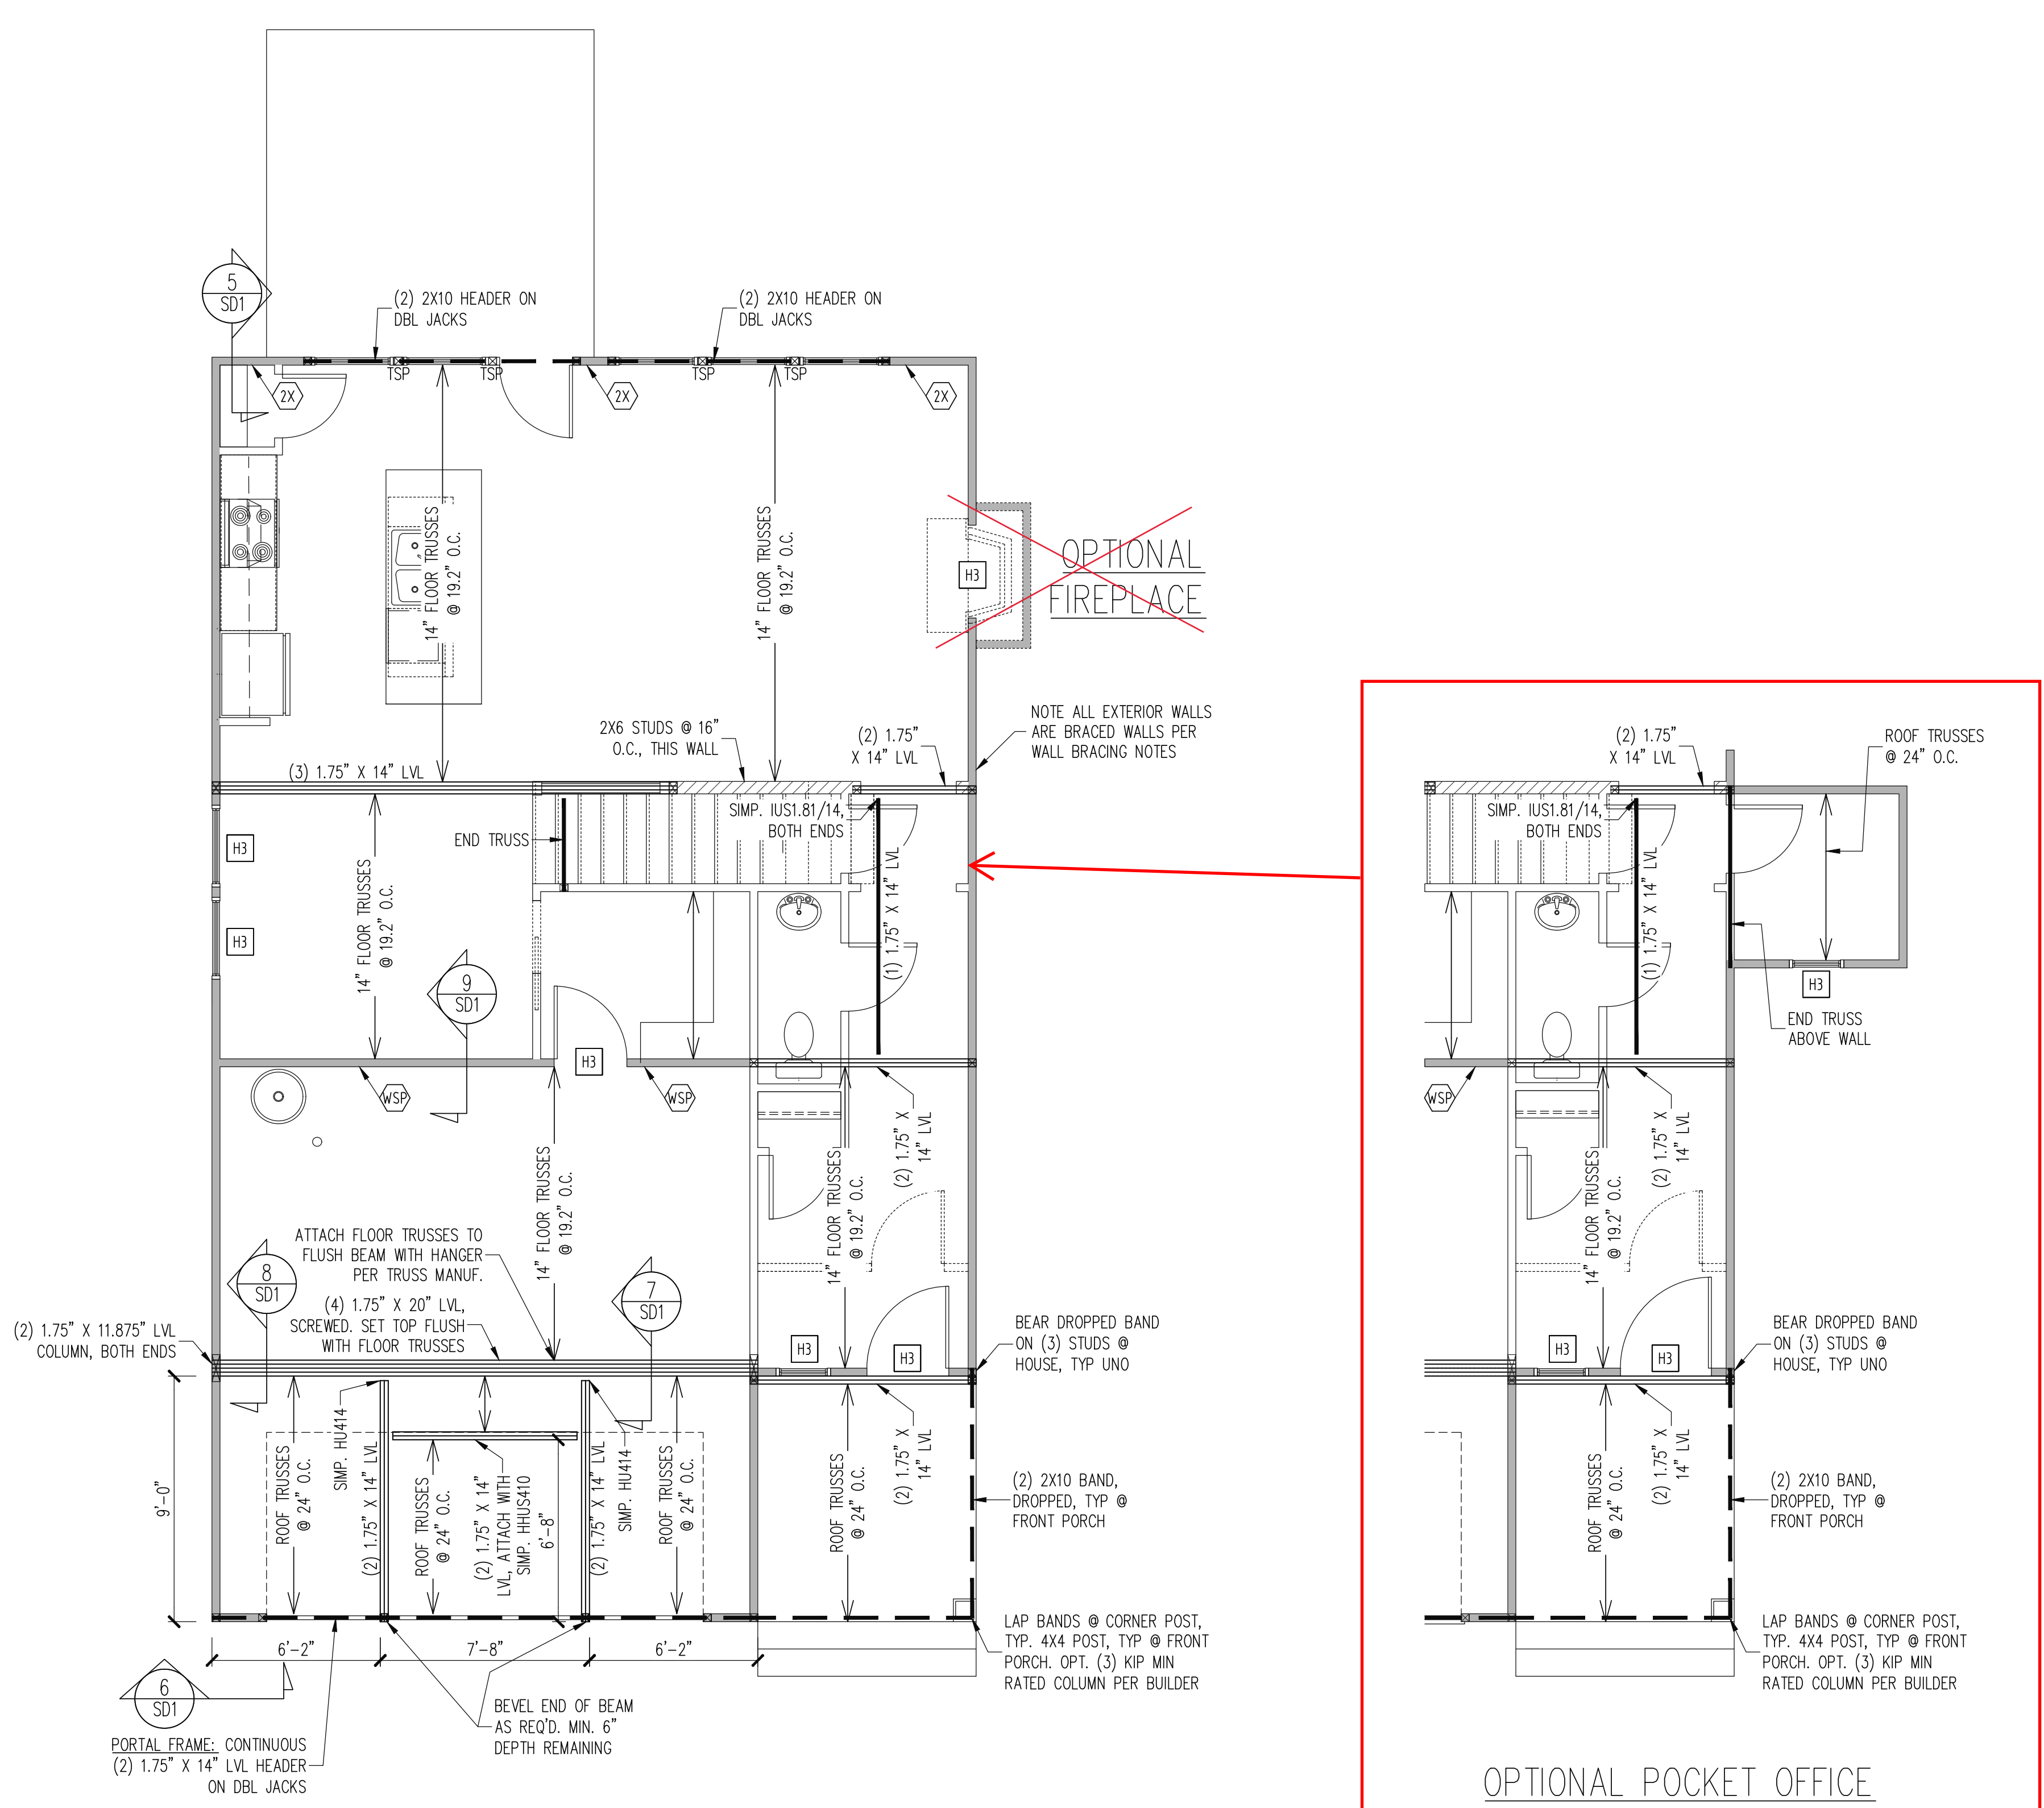 5
SD1
(2) 2X10 HEADER ON
DBL JACKS
(2) 2X10 HEADER ON
DBL JACKS
TSP
TSP
TSP
TSP
2X
2X
2X
14" FLOOR TRUSSES
@ 19.2" O.C.
14" FLOOR TRUSSES
@ 19.2" O.C.
H3
OPTIONAL
FIREPLACE
2X6 STUDS @ 16"
O.C., THIS WALL
(2) 1.75"
X 14" LVL
NOTE ALL EXTERIOR WALLS
ARE BRACED WALLS PER
WALL BRACING NOTES
(3) 1.75" X 14" LVL
SIMP. IUS1.81/14,
BOTH ENDS
END TRUSS
H3
H3
14" FLOOR TRUSSES
@ 19.2" O.C.
(1) 1.75" X 14" LVL
9
SD1
H3
WSP
WSP
(2) 1.75" X
14" LVL
14" FLOOR TRUSSES
@ 19.2" O.C.
14" FLOOR TRUSSES
@ 19.2" O.C.
ATTACH FLOOR TRUSSES TO
FLUSH BEAM WITH HANGER
PER TRUSS MANUF.
8
SD1
7
SD1
(4) 1.75" X 20" LVL,
SCREWED. SET TOP FLUSH
WITH FLOOR TRUSSES
(2) 1.75" X 11.875" LVL
COLUMN, BOTH ENDS
H3
H3
BEAR DROPPED BAND
ON (3) STUDS @
HOUSE, TYP UNO
9'-0"
ROOF TRUSSES
@ 24" O.C.
SIMP. HU414
(2) 1.75" X 14" LVL
ROOF TRUSSES
@ 24" O.C.
(2) 1.75" X 14"
LVL, ATTACH WITH
SIMP. HHUS410
6'-8"
(2) 1.75" X 14" LVL
SIMP. HU414
ROOF TRUSSES
@ 24" O.C.
ROOF TRUSSES
@ 24" O.C.
(2) 1.75" X
14" LVL
(2) 2X10 BAND,
DROPPED, TYP @
FRONT PORCH
LAP BANDS @ CORNER POST,
TYP. 4X4 POST, TYP @ FRONT
PORCH. OPT. (3) KIP MIN
RATED COLUMN PER BUILDER
6'-2"
7'-8"
6'-2"
6
SD1
BEVEL END OF BEAM
AS REQ'D. MIN. 6"
DEPTH REMAINING
PORTAL FRAME: CONTINUOUS
(2) 1.75" X 14" LVL HEADER
ON DBL JACKS
(2) 1.75"
X 14" LVL
ROOF TRUSSES
@ 24" O.C.
SIMP. IUS1.81/14,
BOTH ENDS
(1) 1.75" X 14" LVL
H3
END TRUSS
ABOVE WALL
WSP
(2) 1.75" X
14" LVL
14" FLOOR TRUSSES
@ 19.2" O.C.
H3
H3
BEAR DROPPED BAND
ON (3) STUDS @
HOUSE, TYP UNO
ROOF TRUSSES
@ 24" O.C.
(2) 1.75" X
14" LVL
(2) 2X10 BAND,
DROPPED, TYP @
FRONT PORCH
LAP BANDS @ CORNER POST,
TYP. 4X4 POST, TYP @ FRONT
PORCH. OPT. (3) KIP MIN
RATED COLUMN PER BUILDER
OPTIONAL POCKET OFFICE